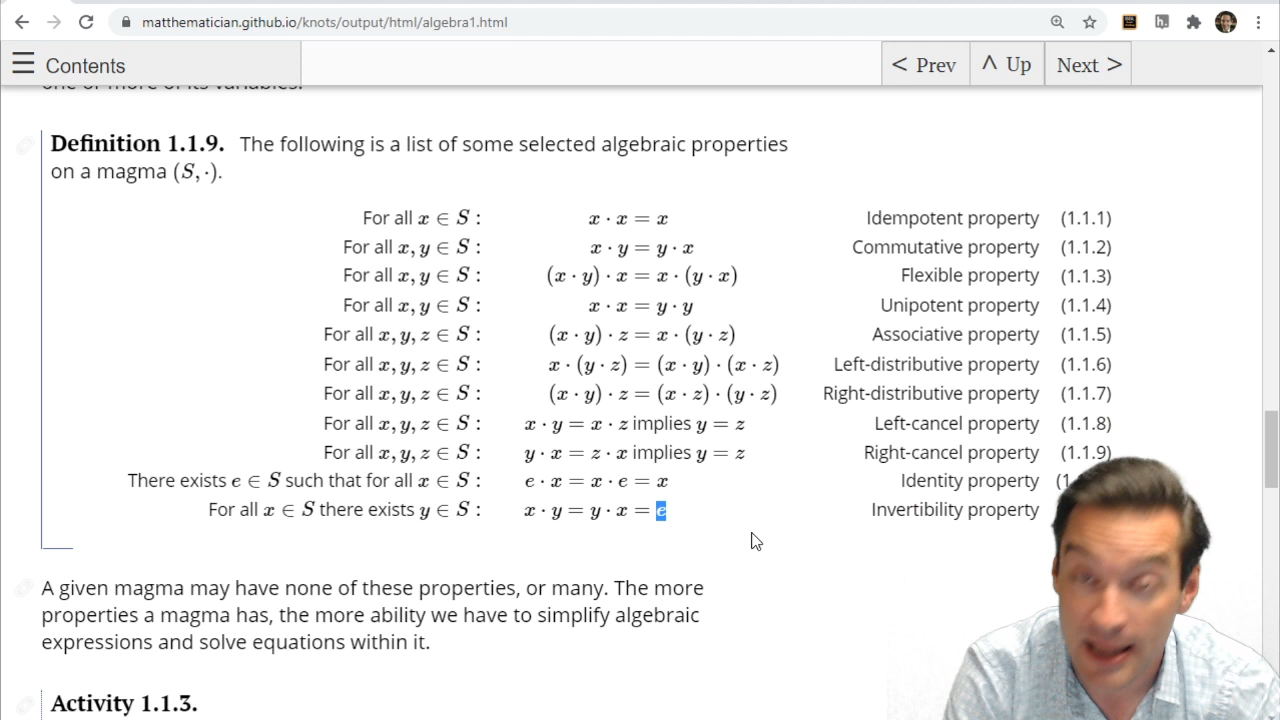 matthematician.github.io/knots/output/html/algebra1.html
Contents
< Prev
^ Up
Next >
one or more of its variables.
Definition 1.1.9. The following is a list of some selected algebraic properties
on a magma (S, ·).
For all x ∈ S : x · x = x Idempotent property (1.1.1)
For all x, y ∈ S : x · y = y · x Commutative property (1.1.2)
For all x, y ∈ S : (x · y) · x = x · (y · x) Flexible property (1.1.3)
For all x, y ∈ S : x · x = y · y Unipotent property (1.1.4)
For all x, y, z ∈ S : (x · y) · z = x · (y · z) Associative property (1.1.5)
For all x, y, z ∈ S : x · (y · z) = (x · y) · (x · z) Left-distributive property (1.1.6)
For all x, y, z ∈ S : (x · y) · z = (x · z) · (y · z) Right-distributive property (1.1.7)
For all x, y, z ∈ S : x · y = x · z implies y = z Left-cancel property (1.1.8)
For all x, y, z ∈ S : y · x = z · x implies y = z Right-cancel property (1.1.9)
There exists e ∈ S such that for all x ∈ S : e · x = x · e = x Identity property (1
For all x ∈ S there exists y ∈ S : x · y = y · x = e Invertibility property
A given magma may have none of these properties, or many. The more
properties a magma has, the more ability we have to simplify algebraic
expressions and solve equations within it.
Activity 1.1.3.